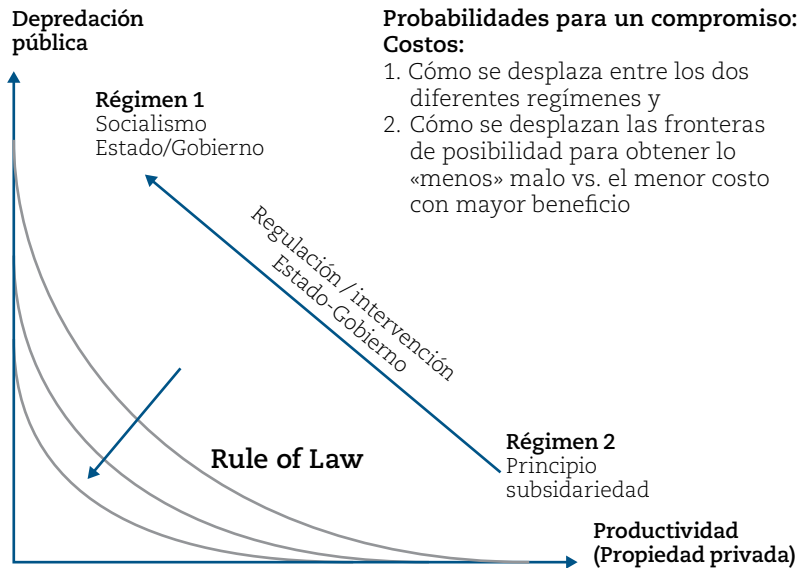 Depredación
pública
Probabilidades para un compromiso:
Costos:
1. Cómo se desplaza entre los dos
diferentes regímenes y
2. Cómo se desplazan las fronteras
de posibilidad para obtener lo
«menos» malo vs. el menor costo
con mayor beneficio
Régimen 1
Socialismo
Estado/Gobierno
Regulación / intervención
Estado-Gobierno
Rule of Law
Régimen 2
Principio
subsidariedad
Productividad
(Propiedad privada)